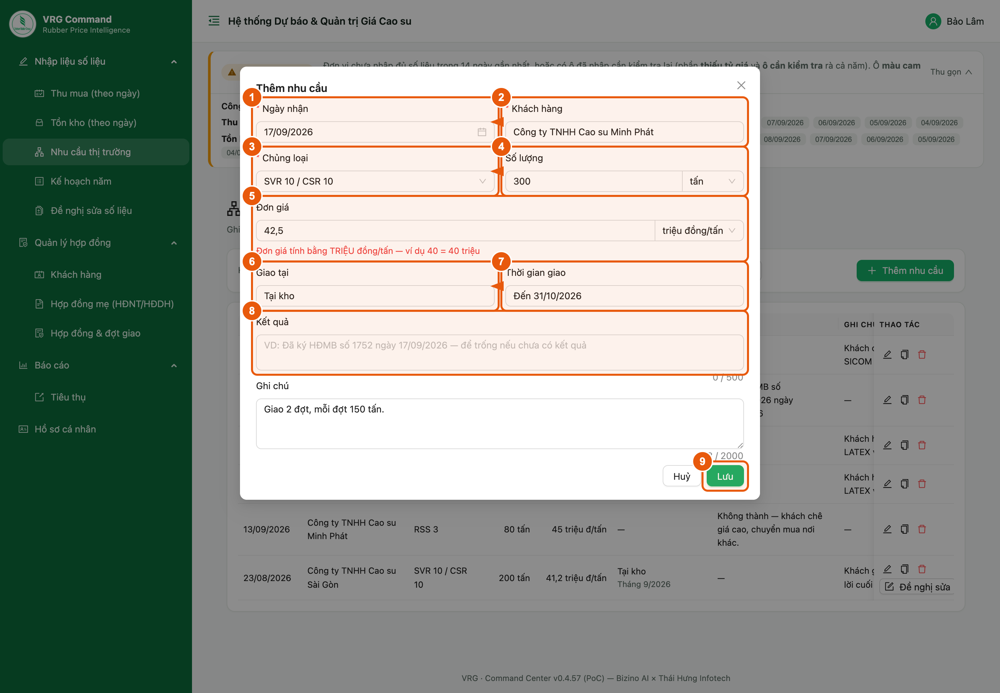 VRG Command
Rubber Price Intelligence
Nhập liệu số liệu
Thu mua (theo ngày)
Tồn kho (theo ngày)
Nhu cầu thị trường
Kế hoạch năm
Đề nghị sửa số liệu
Quản lý hợp đồng
Khách hàng
Hợp đồng mẹ (HĐNT/HĐDH)
Hợp đồng & đợt giao
Báo cáo
Tiêu thụ
Hồ sơ cá nhân
Hệ thống Dự báo & Quản trị Giá Cao su
Bảo Lâm
Đơn vị chưa nhập đủ số liệu trong 14 ngày gần nhất, hoặc có ô đã nhập cần kiểm tra lại (phần thiếu tỷ giá và ô cần kiểm tra rà cả năm). Ô màu cam
Thu gọn
Công
Thu
07/09/2026 06/09/2026 05/09/2026 04/09/2026
Tồn
08/09/2026 07/09/2026 06/09/2026 05/09/2026
04/0
Ghi
Thêm nhu cầu
1
* Ngày nhận
17/09/2026
2
* Khách hàng
Công ty TNHH Cao su Minh Phát
3
* Chủng loại
SVR 10 / CSR 10
4
Số lượng
300
tấn
5
Đơn giá
42,5
triệu đồng/tấn
Đơn giá tính bằng TRIỆU đồng/tấn — ví dụ 40 = 40 triệu
6
Giao tại
Tại kho
7
Thời gian giao
Đến 31/10/2026
8
Kết quả
VD: Đã ký HĐMB số 1752 ngày 17/09/2026 — để trống nếu chưa có kết quả
0 / 500
Ghi chú
Giao 2 đợt, mỗi đợt 150 tấn.
/ 2000
Huỷ
9
Lưu
Thêm nhu cầu
GHI CHÚ
THAO TÁC
Khách
SICOM
MB số
26 ngày
6
—
Khách
LATEX
Khách
LATEX
13/09/2026
Công ty TNHH Cao su
Minh Phát
RSS 3
80 tấn
45 triệu đ/tấn
—
Không thành — khách chê
giá cao, chuyển mua nơi
khác.
—
23/08/2026
Công ty TNHH Cao su
Sài Gòn
SVR 10 / CSR
10
200 tấn
41,2 triệu đ/tấn
Tại kho
Tháng 9/2026
—
Khách
lời cuối
Đề nghị sửa
VRG · Command Center v0.4.57 (PoC) — Bizino AI × Thái Hưng Infotech